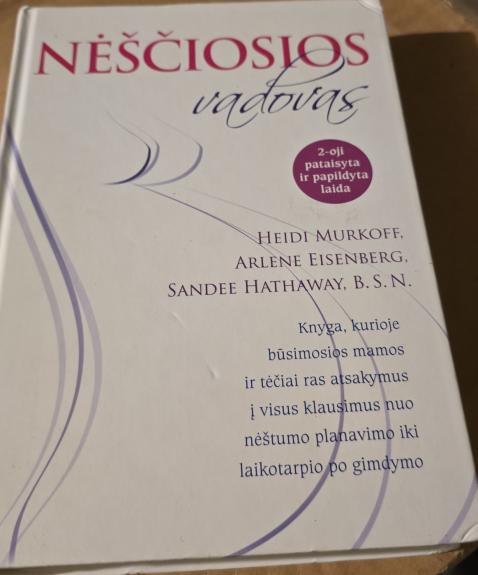 NĖŠČIOSIOS
vadovas
2-oji
pataisyta
ir papildyta
laida
HEIDI MURKOFF,
ARLENE EISENBERG,
SANDEE HATHAWAY, B. S. N.
Knyga, kurioje
būsimosios mamos
ir tėčiai ras atsakymus
į visus klausimus nuo
nėštumo planavimo iki
laikotarpio po gimdymo